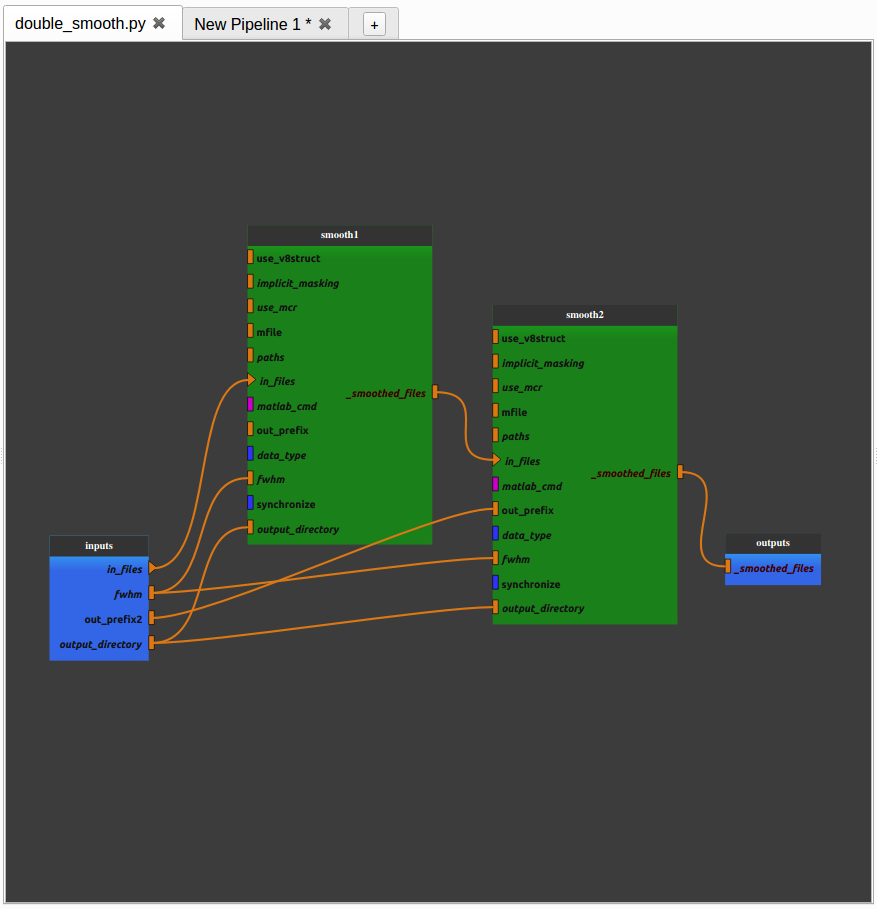 double_smooth.py
New Pipeline 1 *
+
smooth1
use_v8struct
implicit_masking
use_mcr
mfile
paths
in_files
_smoothed_files
matlab_cmd
out_prefix
data_type
fwhm
synchronize
output_directory
smooth2
use_v8struct
implicit_masking
use_mcr
mfile
paths
in_files
_smoothed_files
matlab_cmd
out_prefix
data_type
fwhm
synchronize
output_directory
inputs
in_files
fwhm
out_prefix2
output_directory
outputs
_smoothed_files